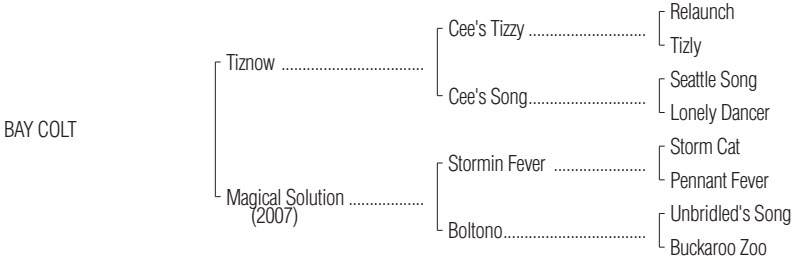 Relaunch
Cee's Tizzy ..............................
Tizly
Tiznow ....................................
Seattle Song
Cee's Song..............................
Lonely Dancer
BAY COLT
Storm Cat
Stormin Fever .......................
Pennant Fever
Magical Solution ...................
(2007)
Unbridled's Song
Boltono....................................
Buckaroo Zoo